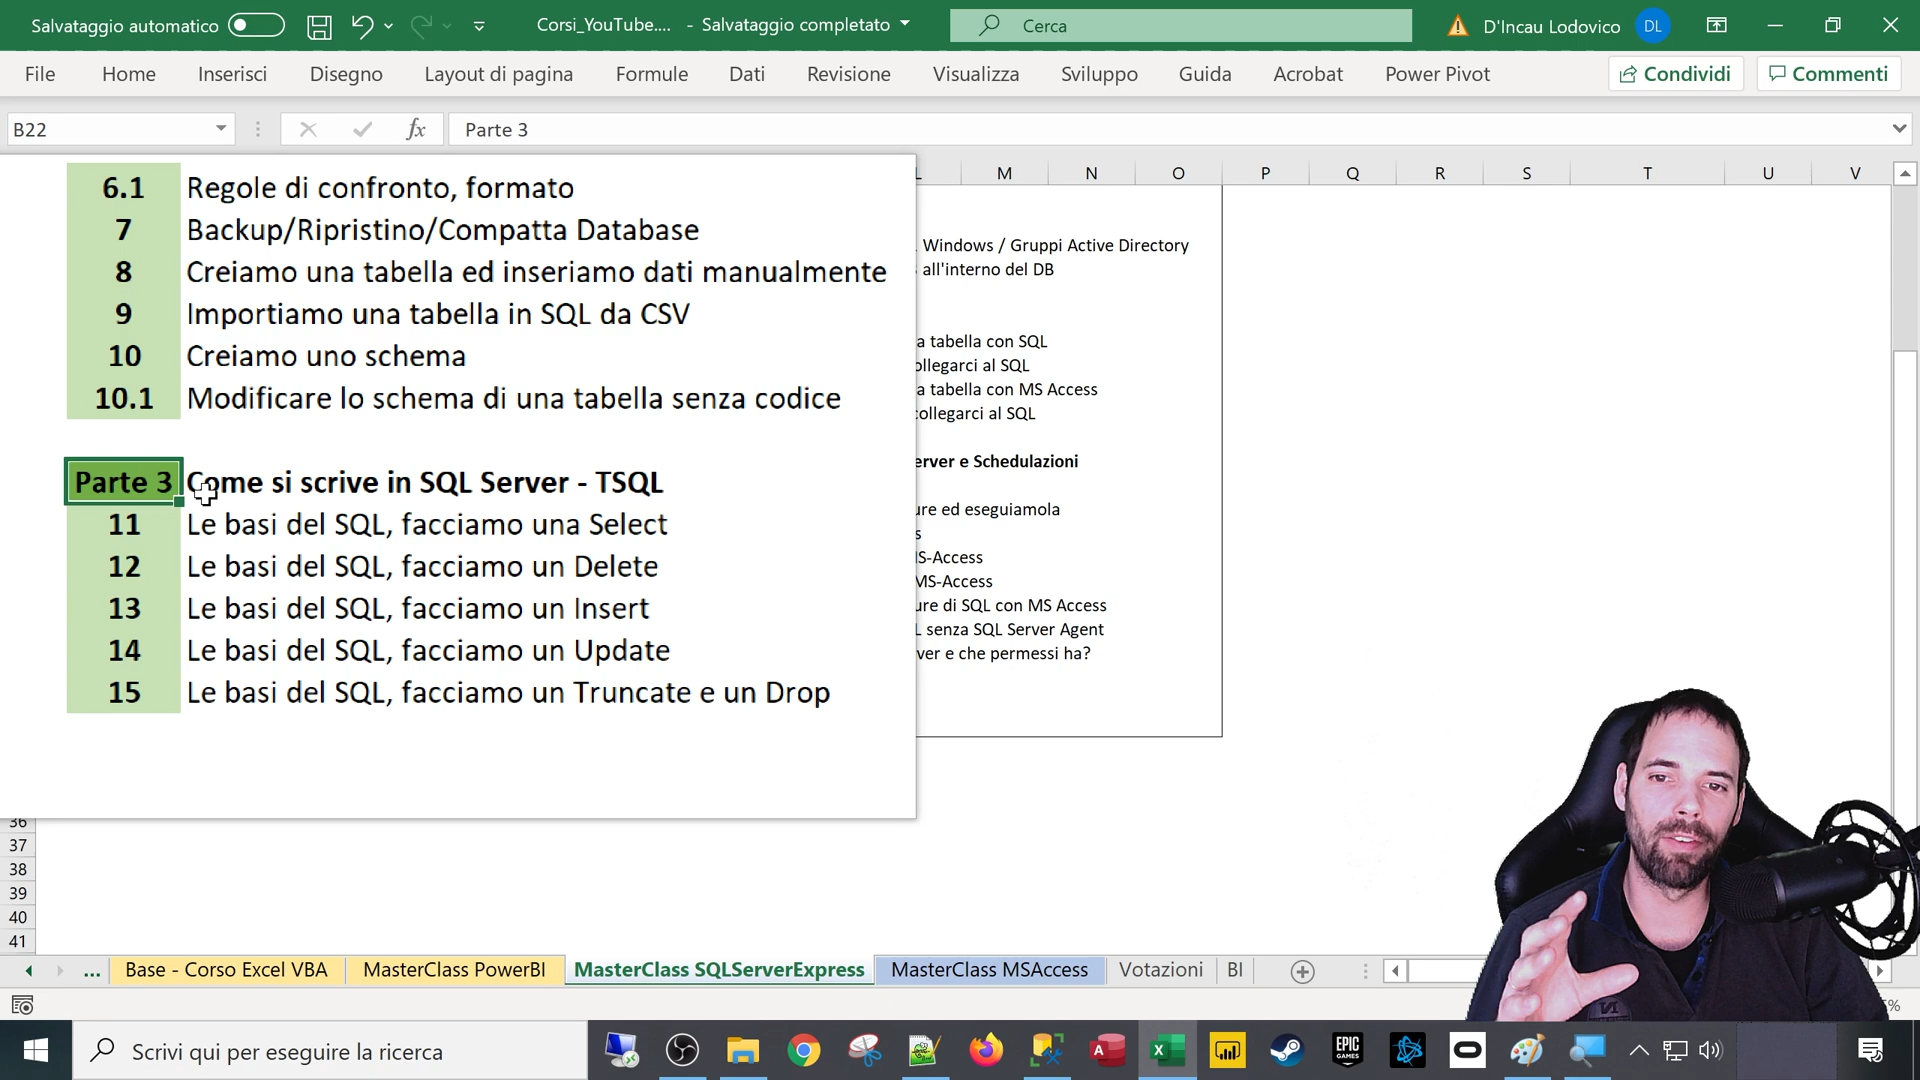 Salvataggio automatico
Corsi_YouTube.... - Salvataggio completato
Cerca
D'Incau Lodovico
DL
File
Home
Inserisci
Disegno
Layout di pagina
Formule
Dati
Revisione
Visualizza
Sviluppo
Guida
Acrobat
Power Pivot
Condividi
Commenti
B22
fx
Parte 3
M N O P Q R S T U V
6.1 Regole di confronto, formato
7 Backup/Ripristino/Compatta Database
8 Creiamo una tabella ed inseriamo dati manualmente
9 Importiamo una tabella in SQL da CSV
10 Creiamo uno schema
10.1 Modificare lo schema di una tabella senza codice
Parte 3 Come si scrive in SQL Server - TSQL
11 Le basi del SQL, facciamo una Select
12 Le basi del SQL, facciamo un Delete
13 Le basi del SQL, facciamo un Insert
14 Le basi del SQL, facciamo un Update
15 Le basi del SQL, facciamo un Truncate e un Drop
Windows / Gruppi Active Directory
all'interno del DB
a tabella con SQL
ollegarci al SQL
a tabella con MS Access
collegarci al SQL
erver e Schedulazioni
ure ed eseguiamola
s
MS-Access
MS-Access
ure di SQL con MS Access
L senza SQL Server Agent
ver e che permessi ha?
36
37
38
39
40
41
...
Base - Corso Excel VBA
MasterClass PowerBI
MasterClass SQLServerExpress
MasterClass MSAccess
Votazioni
BI
%
Scrivi qui per eseguire la ricerca
EPIC
GAMES